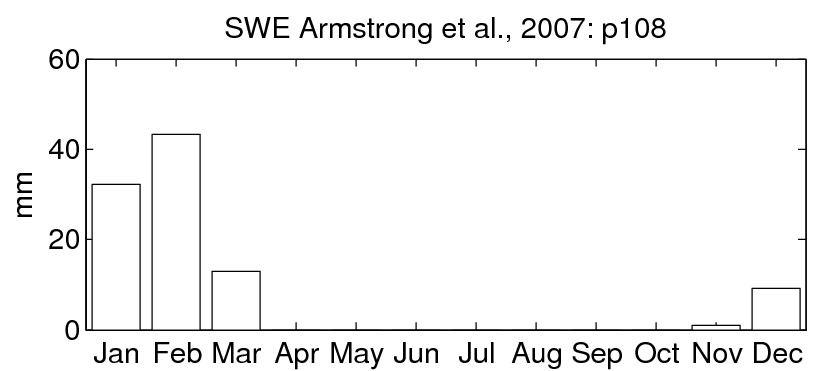 SWE Armstrong et al., 2007: p108
60
40
20
0
mm
Jan Feb Mar Apr May Jun Jul Aug Sep Oct Nov Dec